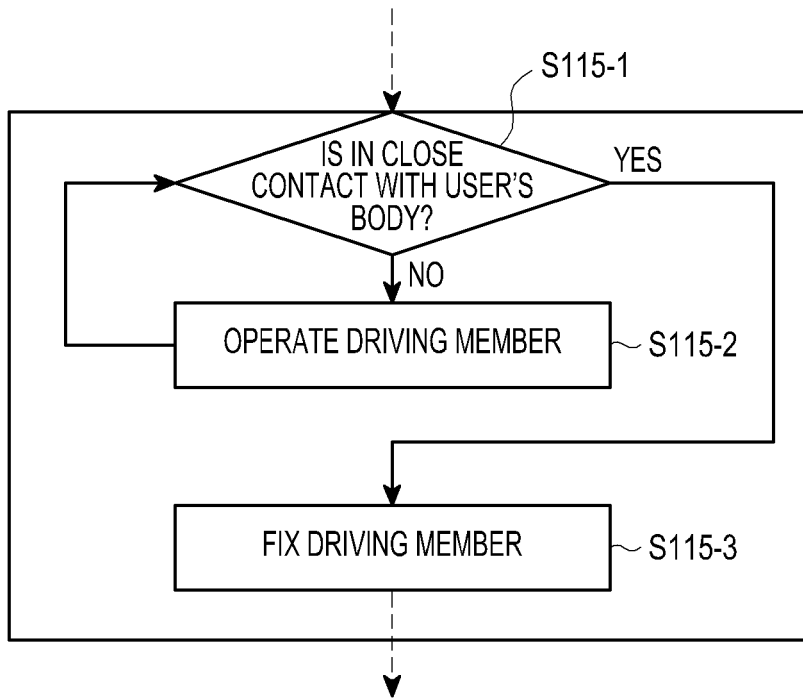 S115-1
IS IN CLOSE
CONTACT WITH USER'S
BODY?
YES
NO
OPERATE DRIVING MEMBER
S115-2
FIX DRIVING MEMBER
S115-3